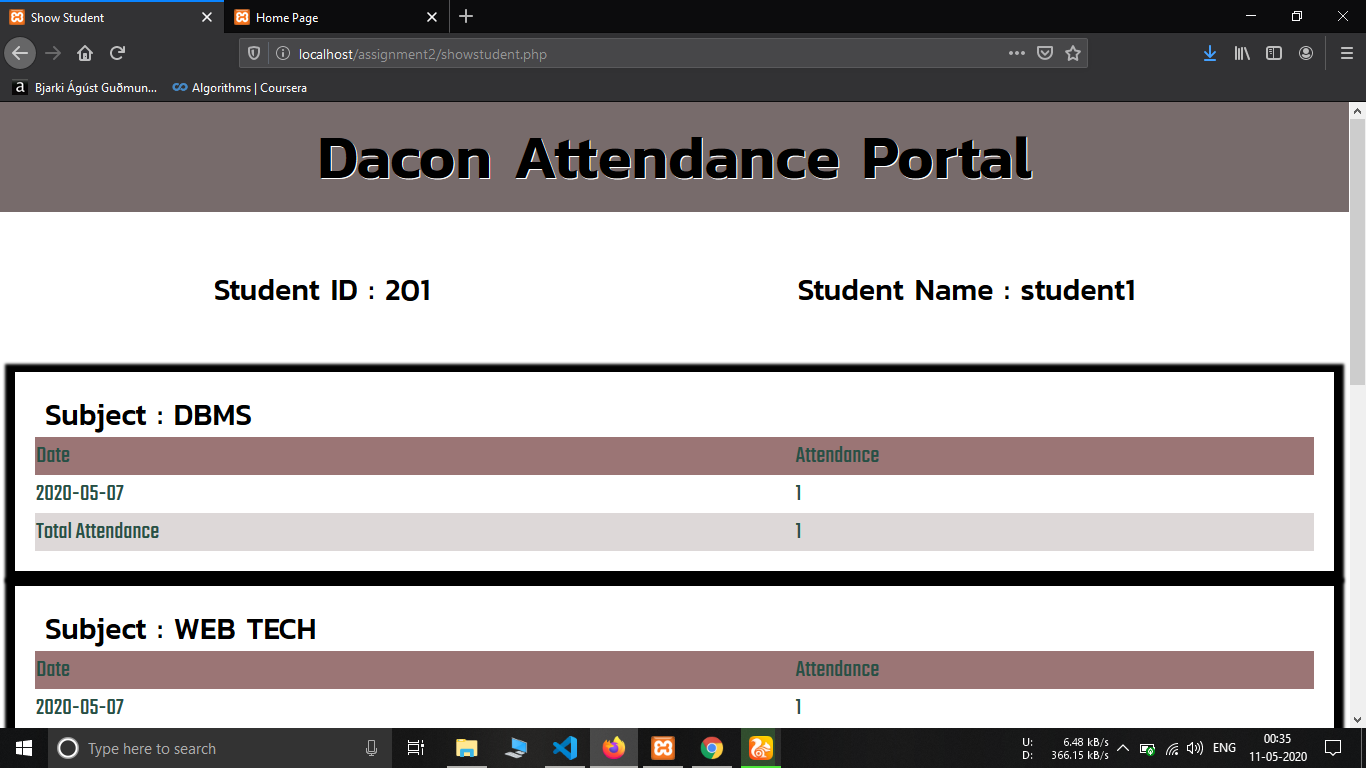 Show Student
Home Page
localhost/assignment2/showstudent.php
Bjarki Ágúst Guðmun...
Algorithms | Coursera
Dacon Attendance Portal
Student ID : 201
Student Name : student1
Subject : DBMS
Date Attendance
2020-05-07 1
Total Attendance 1
Subject : WEB TECH
Date Attendance
2020-05-07 1
Type here to search
U: 6.48 kB/s
D: 366.15 kB/s
ENG
00:35
11-05-2020